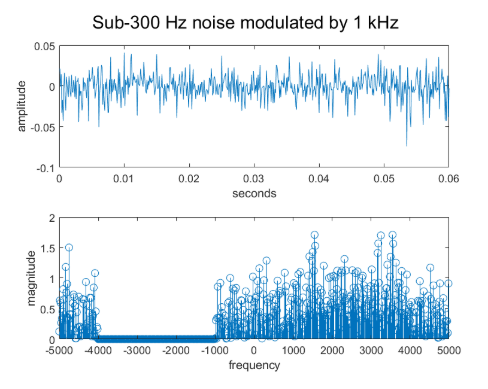 Sub-300 Hz noise modulated by 1 kHz
0.05
0
-0.05
-0.1
amplitude
0 0.01 0.02 0.03 0.04 0.05 0.06
seconds
2
1.5
1
0.5
0
magnitude
-5000 -4000 -3000 -2000 -1000 0 1000 2000 3000 4000 5000
frequency